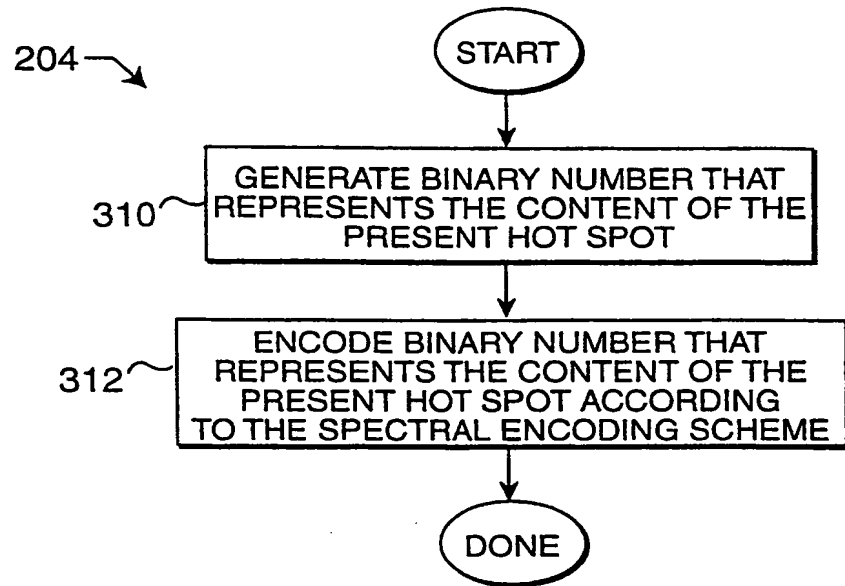 204
START
310
GENERATE BINARY NUMBER THAT
REPRESENTS THE CONTENT OF THE
PRESENT HOT SPOT
312
ENCODE BINARY NUMBER THAT
REPRESENTS THE CONTENT OF THE
PRESENT HOT SPOT ACCORDING
TO THE SPECTRAL ENCODING SCHEME
DONE